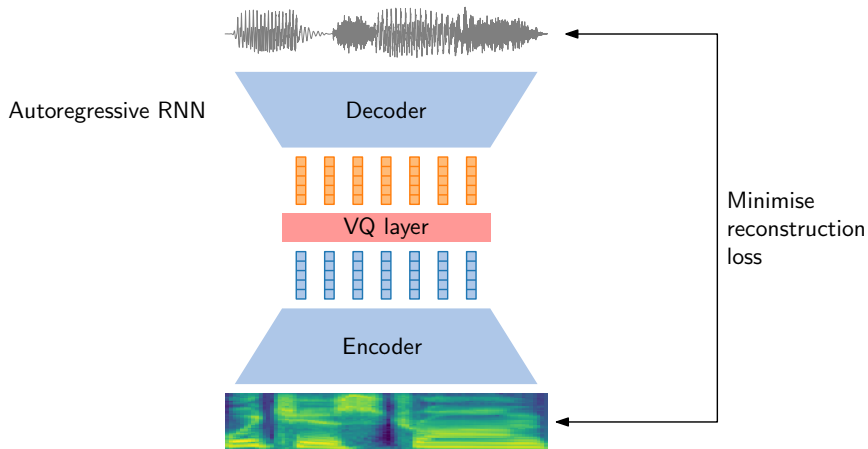 Autoregressive RNN
Decoder
VQ layer
Minimise
reconstruction
loss
Encoder